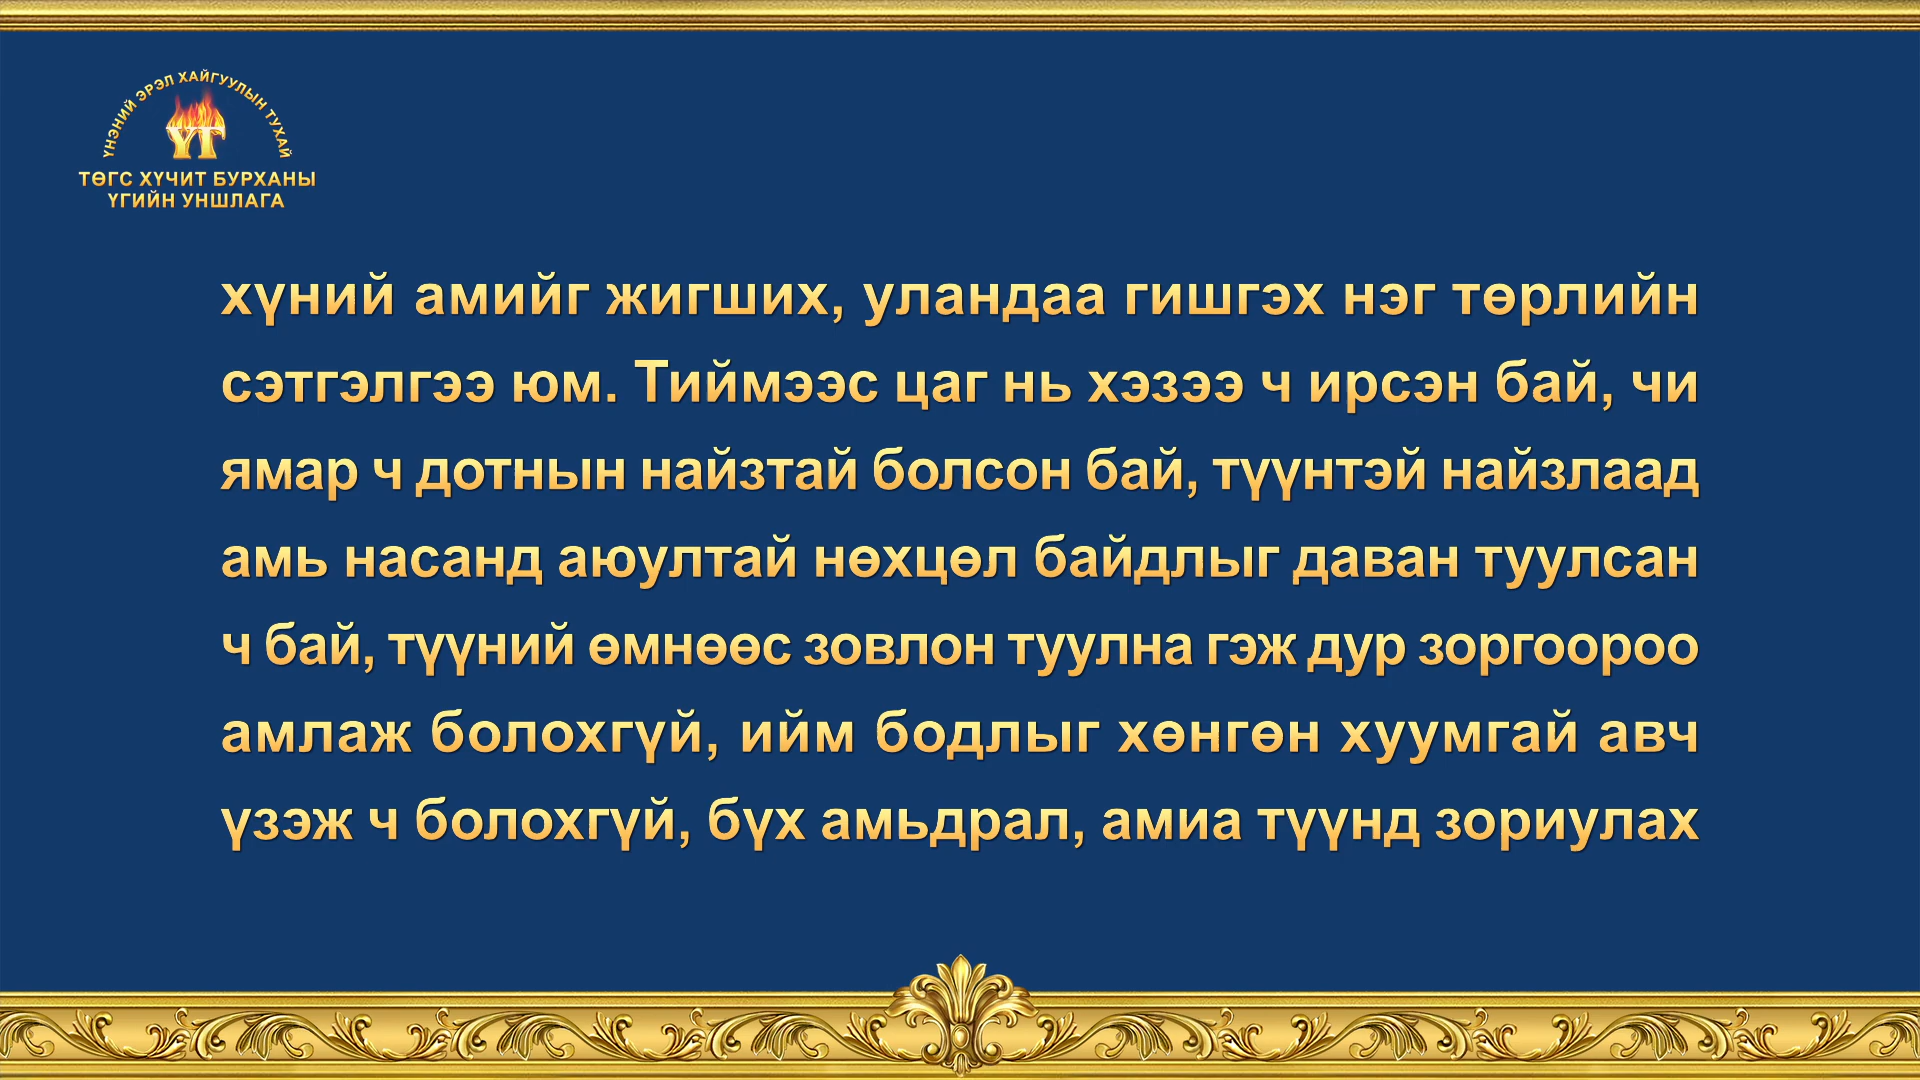 ҮНЭНИЙ ЭРЭЛ ХАЙГУУЛЫН ТУХАЙ
ҮГ
ТӨГС ХҮЧИТ БУРХАНЫ
ҮГИЙН УНШЛАГА
хүний амийг жигших, уландаа гишгэх нэг төрлийн
сэтгэлгээ юм. Тиймээс цаг нь хэзээ ч ирсэн бай, чи
ямар ч дотнын найзтай болсон бай, түүнтэй найзлаад
амь насанд аюултай нөхцөл байдлыг даван туулсан
ч бай, түүний өмнөөс зовлон туулна гэж дур зоргоороо
амлаж болохгүй, ийм бодлыг хөнгөн хуумгай авч
үзэж ч болохгүй, бүх амьдрал, амиа түүнд зориулах